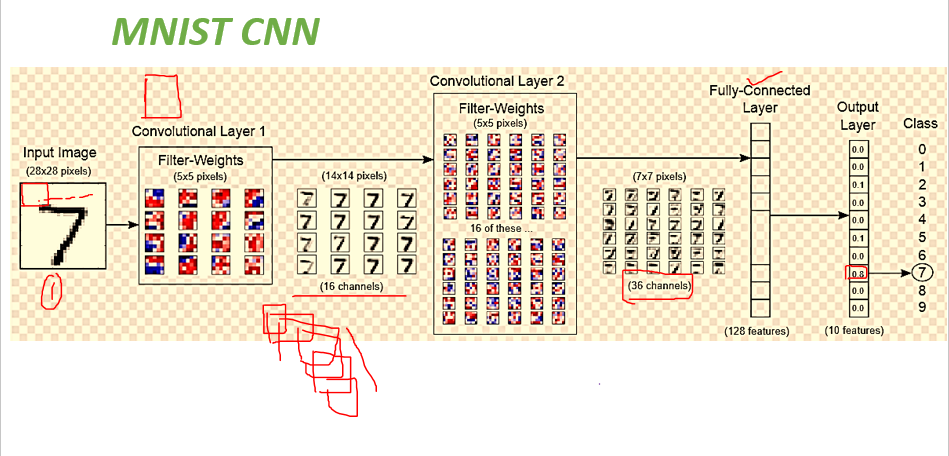 MNIST CNN
Input Image
(28x28 pixels)
Convolutional Layer 1
Filter-Weights
(5x5 pixels)
(14x14 pixels)
(16 channels)
Convolutional Layer 2
Filter-Weights
(5x5 pixels)
16 of these ...
(7x7 pixels)
(36 channels)
Fully-Connected
Layer
(128 features)
Output
Layer
0.0
0.0
0.1
0.0
0.0
0.1
0.0
0.8
0.0
0.0
(10 features)
Class
0
1
2
3
4
5
6
7
8
9
7
1